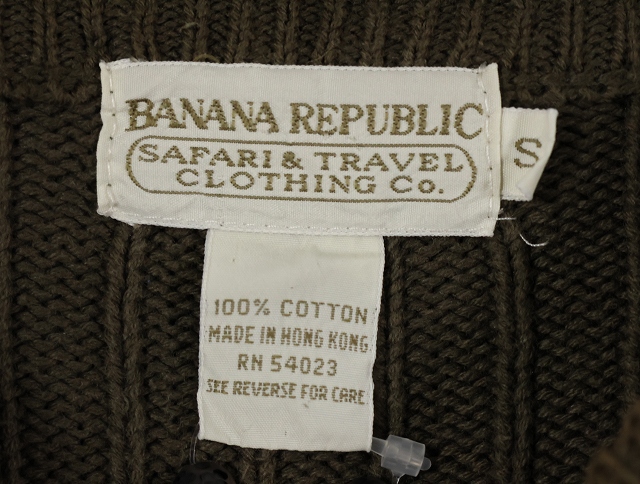 BANANA REPUBLIC
SAFARI & TRAVEL
CLOTHING Co.
S
100% COTTON
MADE IN HONG KONG
RN 54023
SEE REVERSE FOR CARE